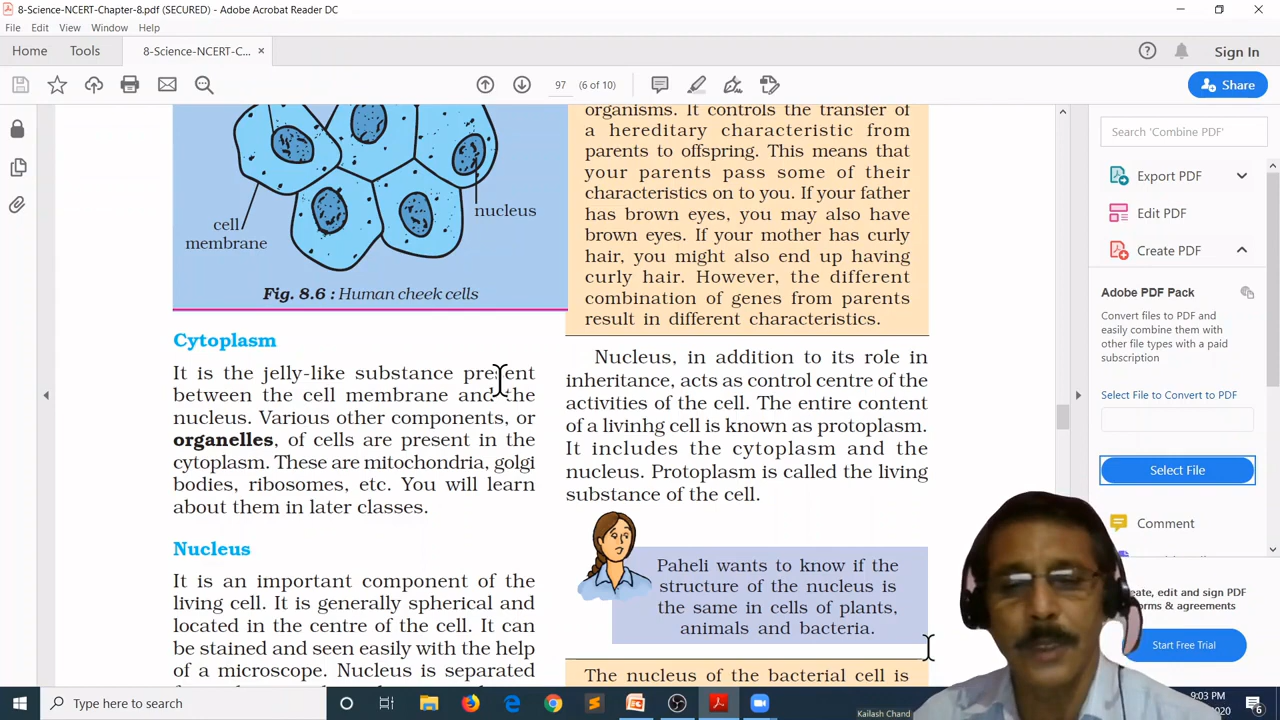 8-Science-NCERT-Chapter-8.pdf (SECURED) - Adobe Acrobat Reader DC
File Edit View Window Help
Home Tools 8-Science-NCERT-C... × Sign In
97 (6 of 10) Share
cell
membrane
nucleus
Fig. 8.6 : Human cheek cells
Cytoplasm
It is the jelly-like substance present
between the cell membrane and the
nucleus. Various other components, or
organelles, of cells are present in the
cytoplasm. These are mitochondria, golgi
bodies, ribosomes, etc. You will learn
about them in later classes.
Nucleus
It is an important component of the
living cell. It is generally spherical and
located in the centre of the cell. It can
be stained and seen easily with the help
of a microscope. Nucleus is separated
organisms. It controls the transfer of
a hereditary characteristic from
parents to offspring. This means that
your parents pass some of their
characteristics on to you. If your father
has brown eyes, you may also have
brown eyes. If your mother has curly
hair, you might also end up having
curly hair. However, the different
combination of genes from parents
result in different characteristics.
Nucleus, in addition to its role in
inheritance, acts as control centre of the
activities of the cell. The entire content
of a livinhg cell is known as protoplasm.
It includes the cytoplasm and the
nucleus. Protoplasm is called the living
substance of the cell.
Paheli wants to know if the
structure of the nucleus is
the same in cells of plants,
animals and bacteria.
The nucleus of the bacterial cell is
Search 'Combine PDF'
Export PDF
Edit PDF
Create PDF
Adobe PDF Pack
Convert files to PDF and
easily combine them with
other file types with a paid
subscription
Select File to Convert to PDF
Select File
Comment
create, edit and sign PDF
forms & agreements
Start Free Trial
Type here to search
9:03 PM
2020
6
Kailash Chand